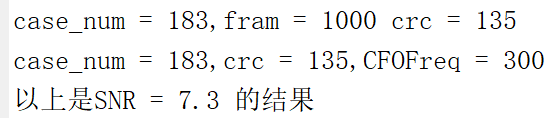 case_num = 183,fram = 1000 crc = 135
case_num = 183,crc = 135,CFOFreq = 300
以上是SNR = 7.3 的结果